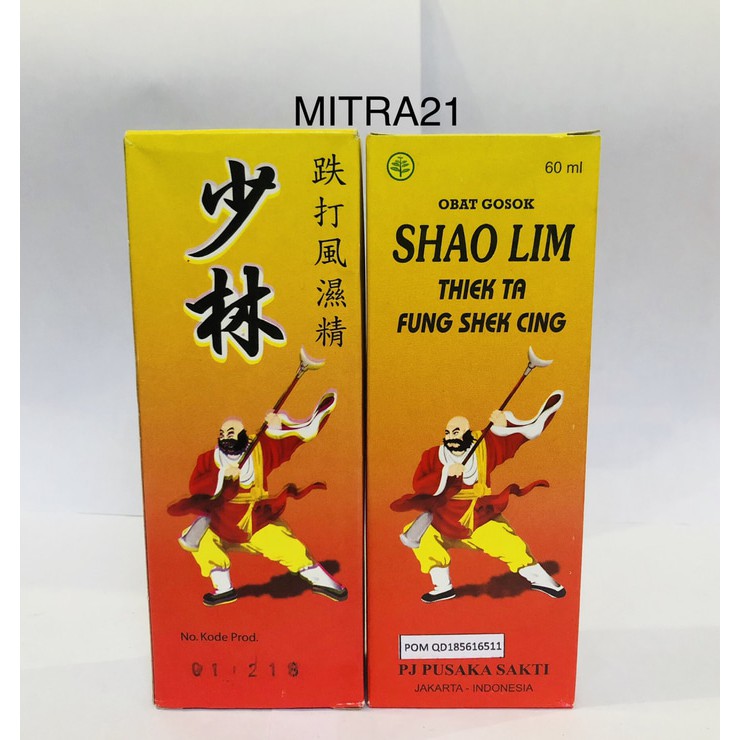 MITRA21
少林
跌打風濕精
No. Kode Prod.
01 218
60 ml
OBAT GOSOK
SHAO LIM
THIEK TA
FUNG SHEK CING
POM QD185616511
PJ PUSAKA SAKTI
JAKARTA - INDONESIA